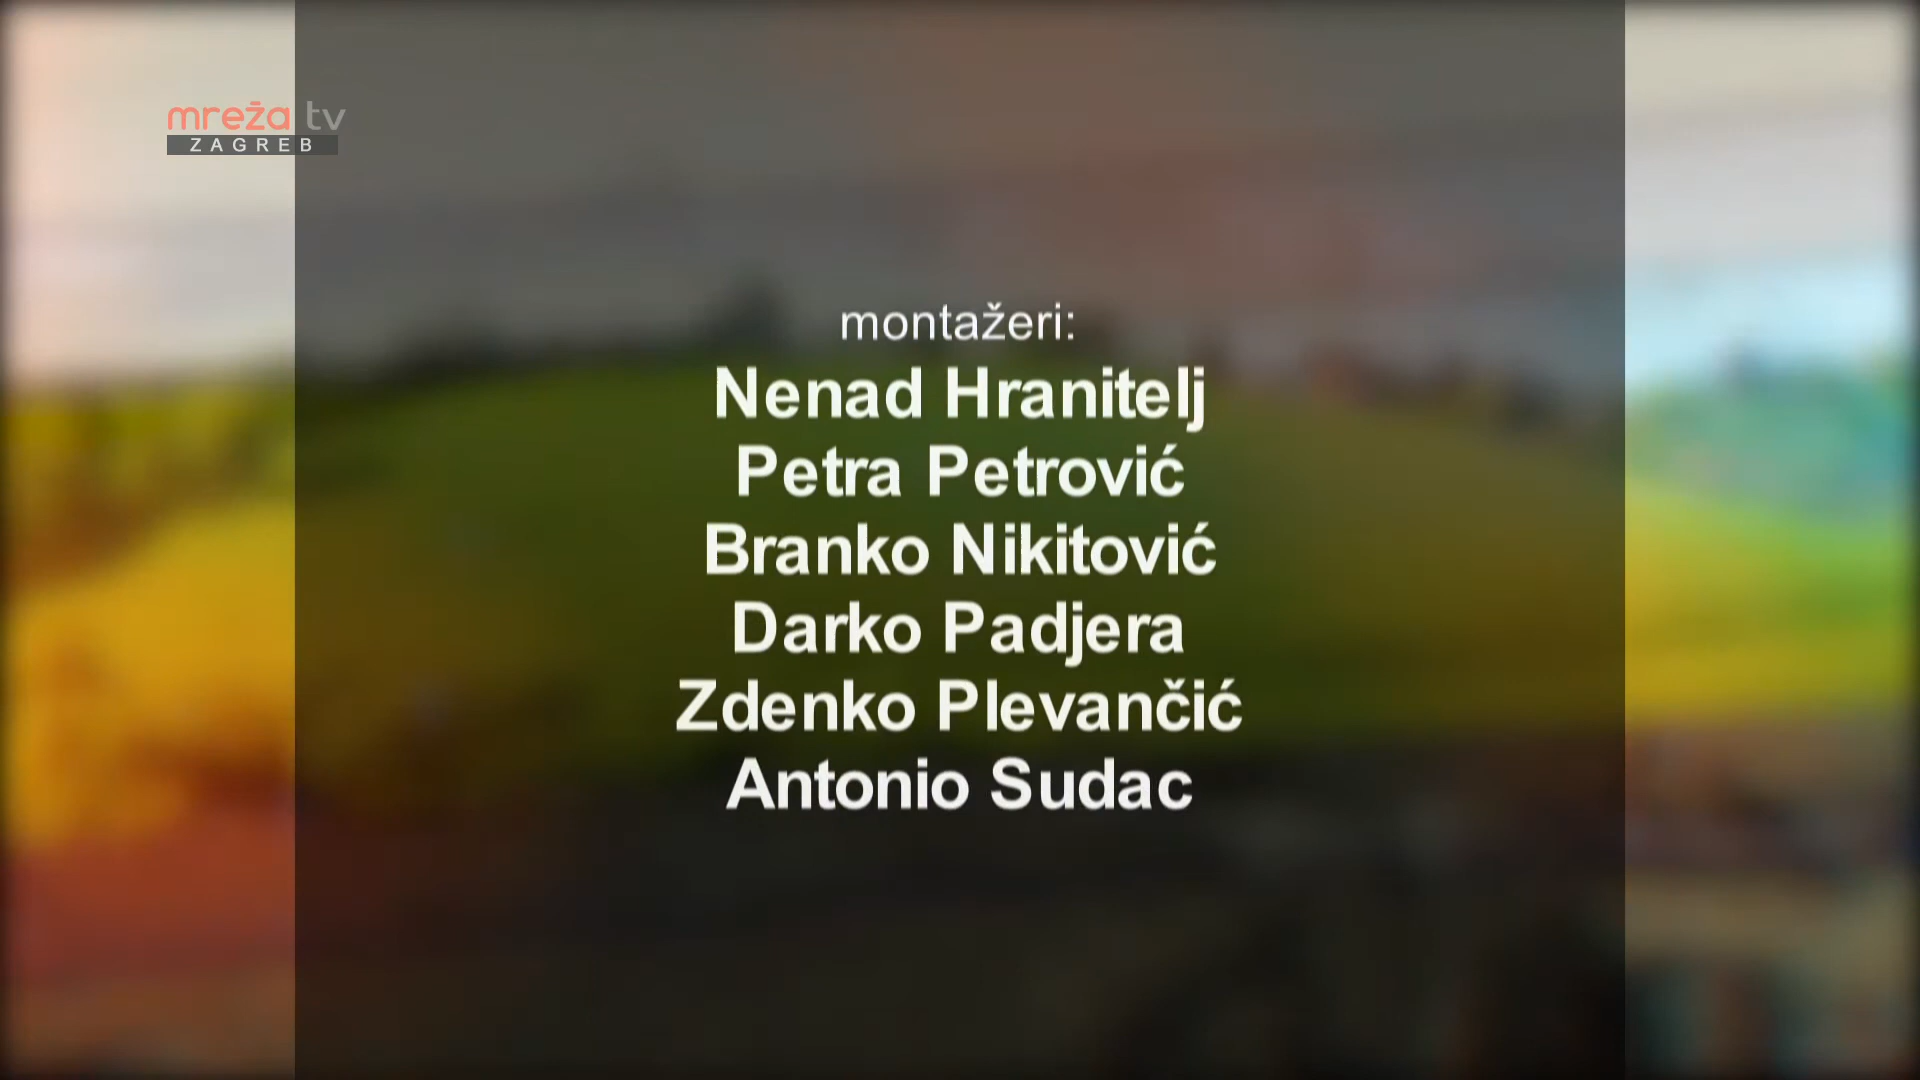 mreža tv
ZAGREB
montažeri:
Nenad Hranitelj
Petra Petrović
Branko Nikitović
Darko Padjera
Zdenko Plevančić
Antonio Sudac